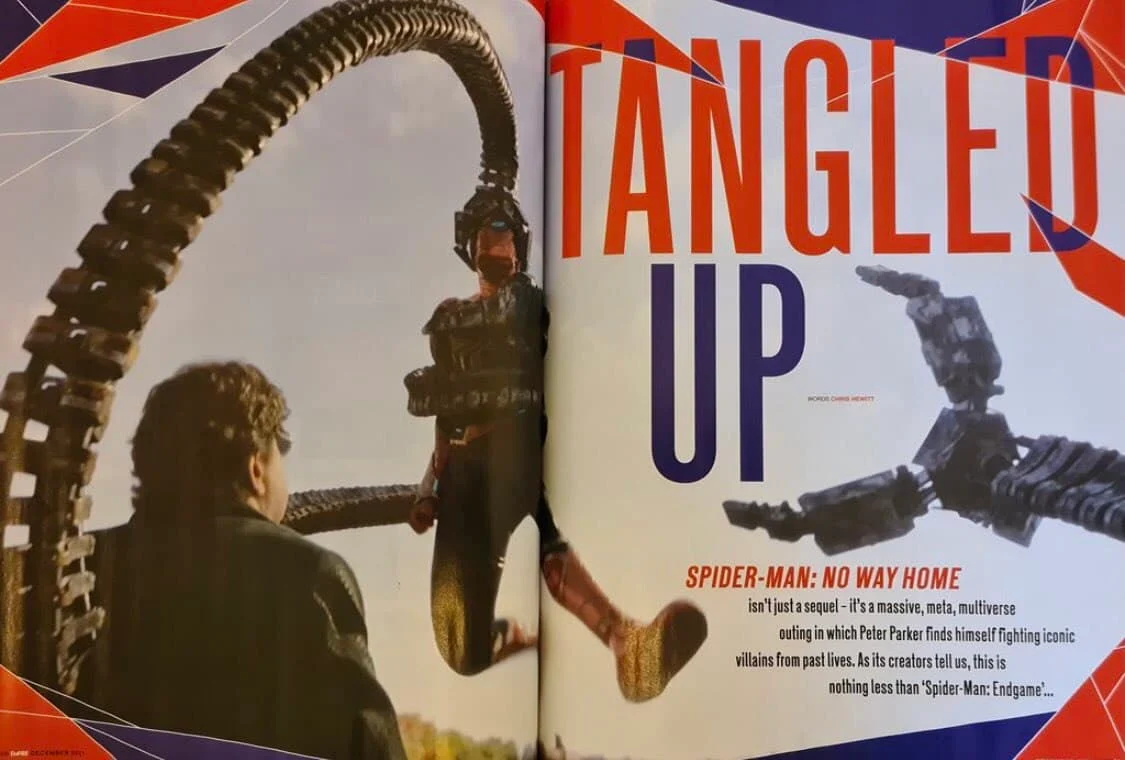 TANGLED
UP
WORDS CHRIS HEWITT
SPIDER-MAN: NO WAY HOME
isn't just a sequel – it's a massive, meta, multiverse
outing in which Peter Parker finds himself fighting iconic
villains from past lives. As its creators tell us, this is
nothing less than 'Spider-Man: Endgame'...
EMPIRE DECEMBER 2021